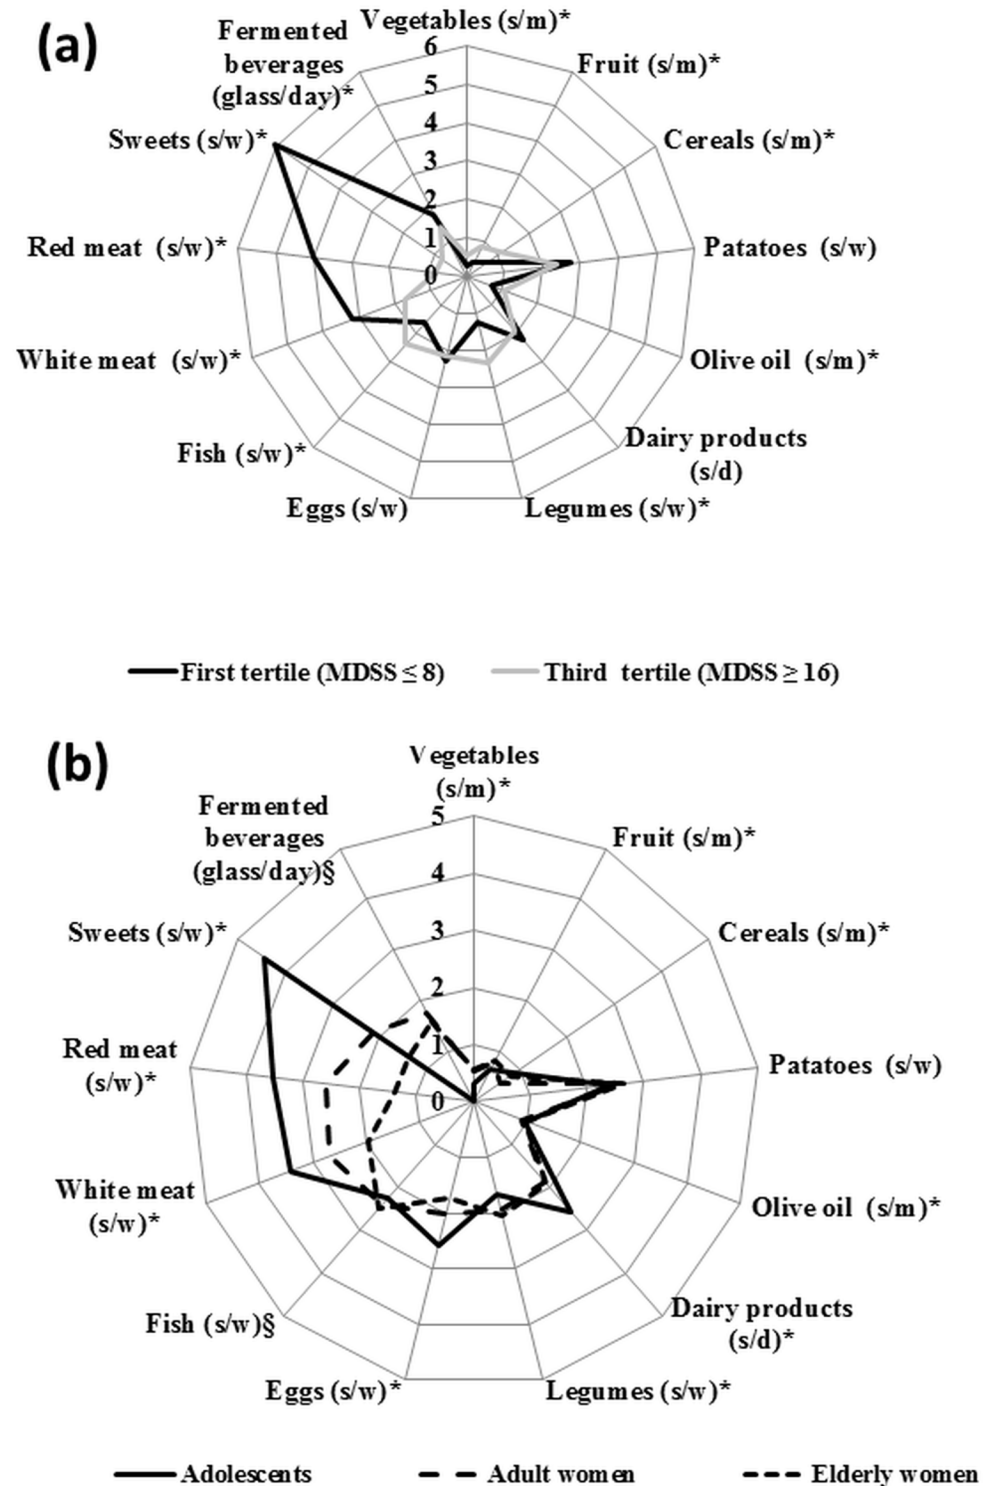 (a)
Vegetables (s/m)*
Fermented
beverages
(glass/day)*
Fruit (s/m)*
Sweets (s/w)*
Cereals (s/m)*
Red meat (s/w)*
Patatoes (s/w)
White meat (s/w)*
Olive oil (s/m)*
Fish (s/w)*
Dairy products
(s/d)
Eggs (s/w)
Legumes (s/w)*
6
5
4
3
2
1
0
First tertile (MDSS ≤ 8)
Third tertile (MDSS ≥ 16)
(b)
Vegetables
(s/m)*
Fermented
beverages
(glass/day)§
Fruit (s/m)*
Sweets (s/w)*
Cereals (s/m)*
Red meat
(s/w)*
Patatoes (s/w)
White meat
(s/w)*
Olive oil (s/m)*
Fish (s/w)§
Dairy products
(s/d)*
Eggs (s/w)*
Legumes (s/w)*
5
4
3
2
1
0
Adolescents
Adult women
Elderly women